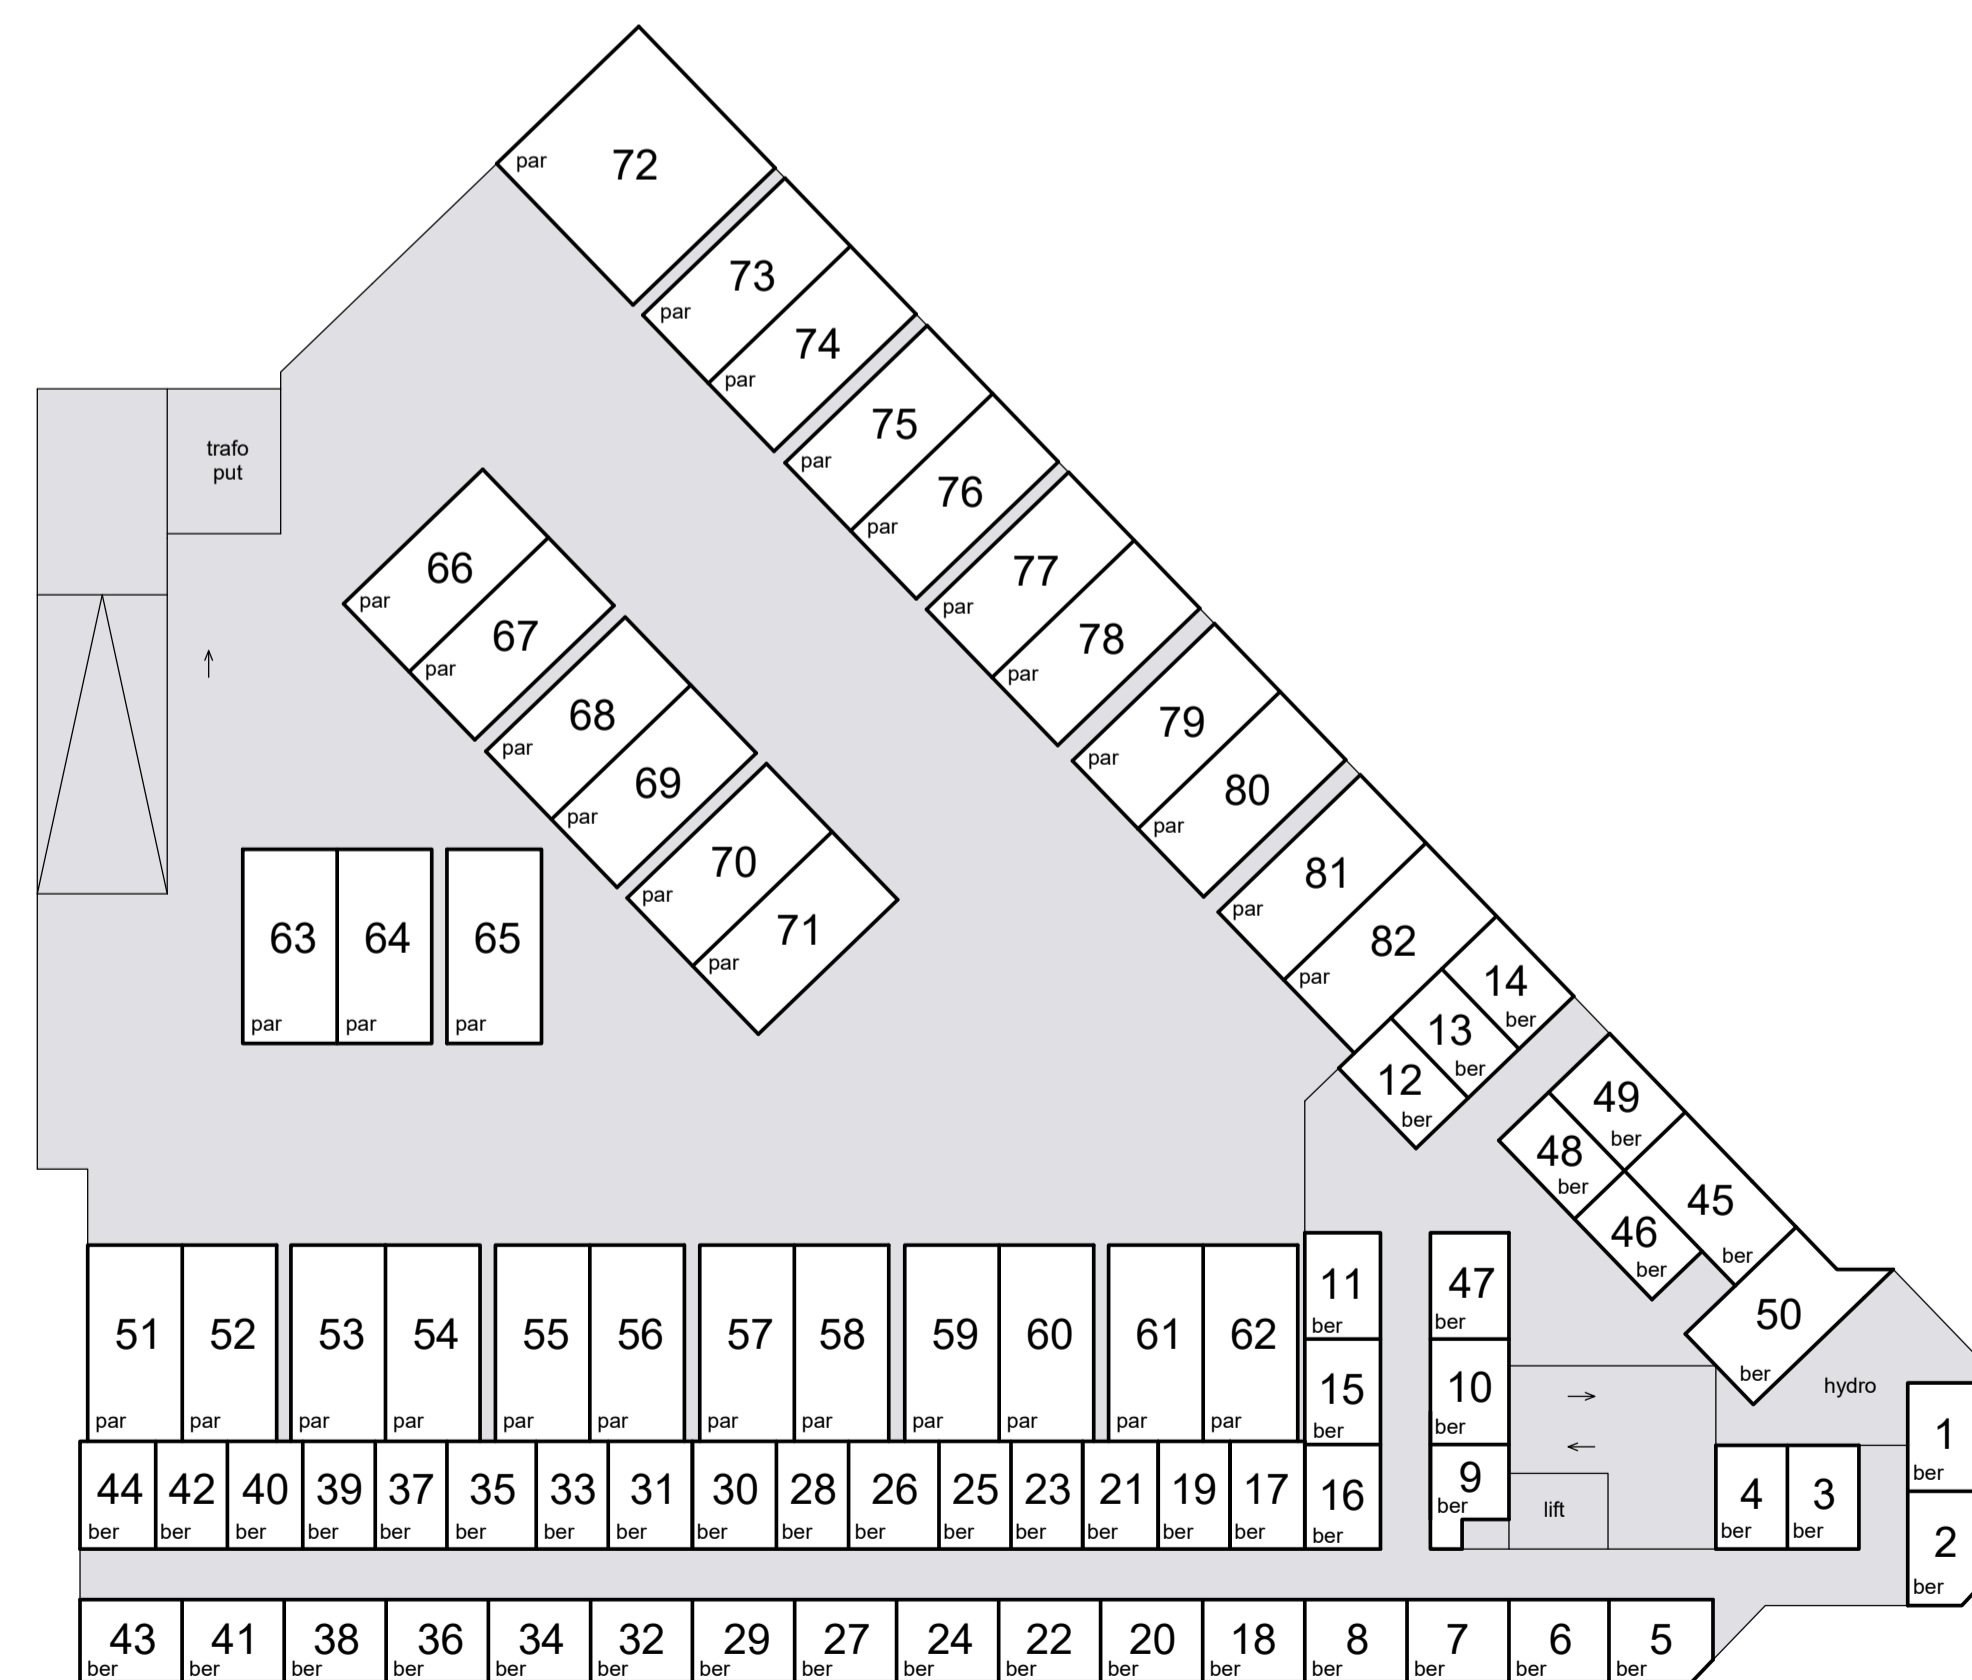 72
par
73
par
74
par
75
par
76
par
77
par
78
par
79
par
80
par
81
par
82
par
trafo
put
66
par
67
par
68
par
69
par
70
par
71
par
63
par
64
par
65
par
14
ber
13
ber
12
ber
49
ber
48
ber
45
ber
46
ber
50
ber
hydro
51
par
52
par
53
par
54
par
55
par
56
par
57
par
58
par
59
par
60
par
61
par
62
par
11
ber
15
ber
16
ber
47
ber
10
ber
9
ber
lift
4
ber
3
ber
1
ber
2
ber
44
ber
42
ber
40
ber
39
ber
37
ber
35
ber
33
ber
31
ber
30
ber
28
ber
26
ber
25
ber
23
ber
21
ber
19
ber
17
ber
43
ber
41
ber
38
ber
36
ber
34
ber
32
ber
29
ber
27
ber
24
ber
22
ber
20
ber
18
ber
8
ber
7
ber
6
ber
5
ber